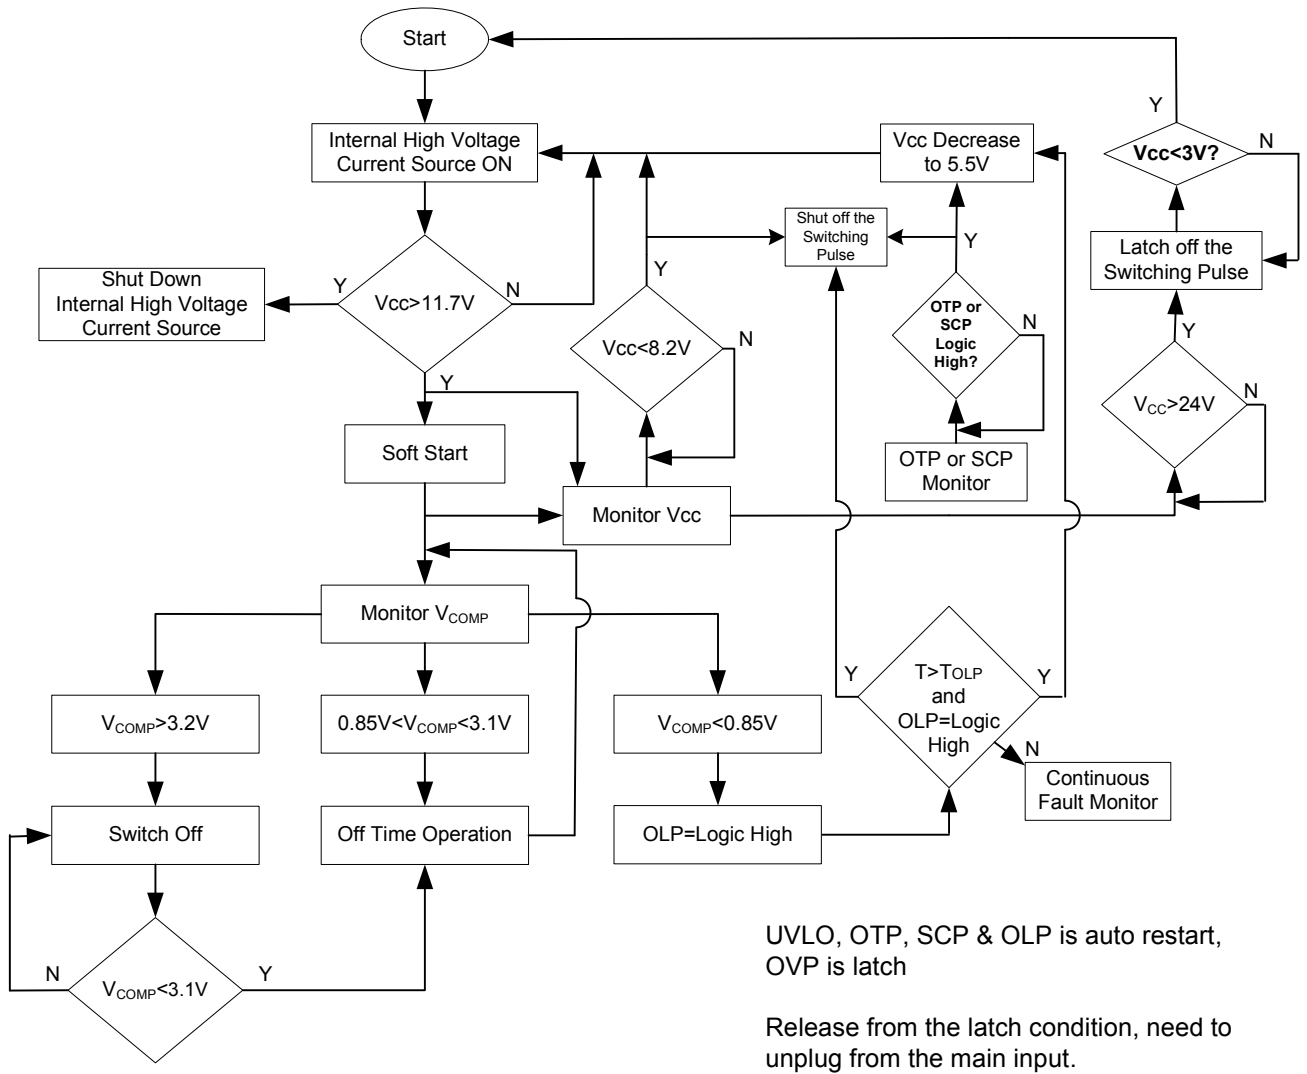 Start
Y
Internal High Voltage
Current Source ON
Vcc Decrease
to 5.5V
Vcc<3V?
N
Shut off the
Switching
Pulse
Y
Latch off the
Switching Pulse
Shut Down
Internal High Voltage
Current Source
Y
Vcc>11.7V
N
Y
Vcc<8.2V
N
OTP or
SCP
Logic
High?
N
Y
VCC>24V
N
Y
Soft Start
OTP or SCP
Monitor
Monitor Vcc
Monitor VCOMP
VCOMP>3.2V
0.85V<VCOMP<3.1V
VCOMP<0.85V
Y
T>TOLP
and
OLP=Logic
High
Y
N
Continuous
Fault Monitor
Switch Off
Off Time Operation
OLP=Logic High
N
VCOMP<3.1V
Y
UVLO, OTP, SCP & OLP is auto restart,
OVP is latch
Release from the latch condition, need to
unplug from the main input.